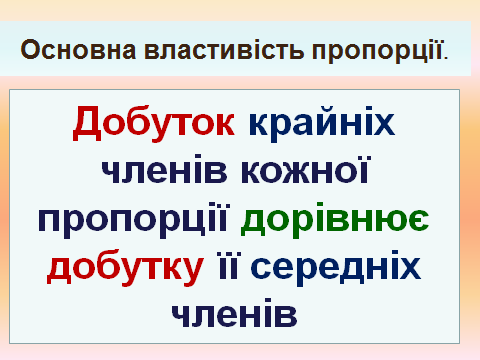 Основна властивість пропорції.
Добуток крайніх
членів кожної
пропорції дорівнює
добутку її середніх
членів